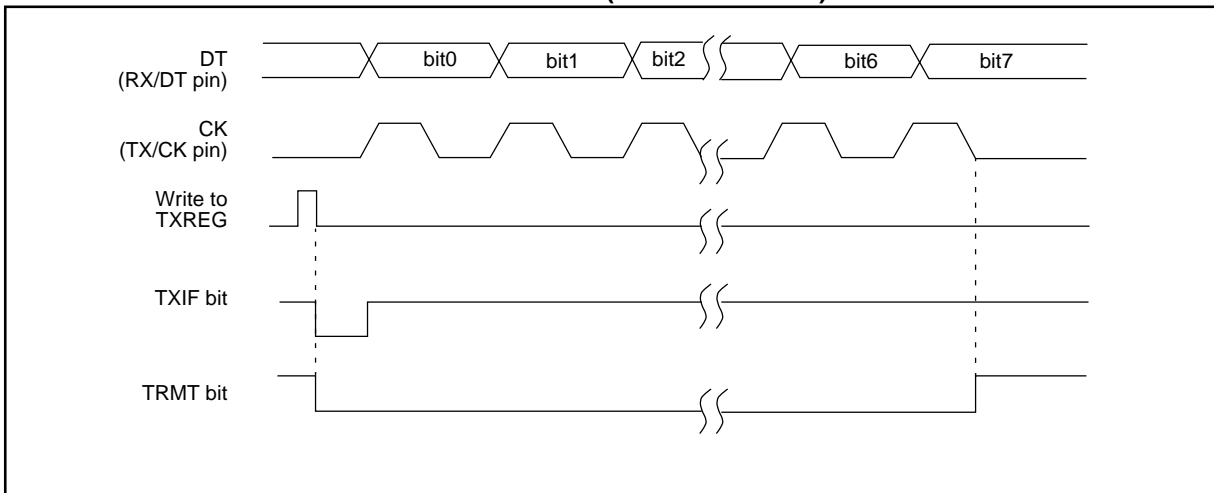 DT
(RX/DT pin)
bit0 bit1 bit2 bit6 bit7
CK
(TX/CK pin)
Write to
TXREG
TXIF bit
TRMT bit